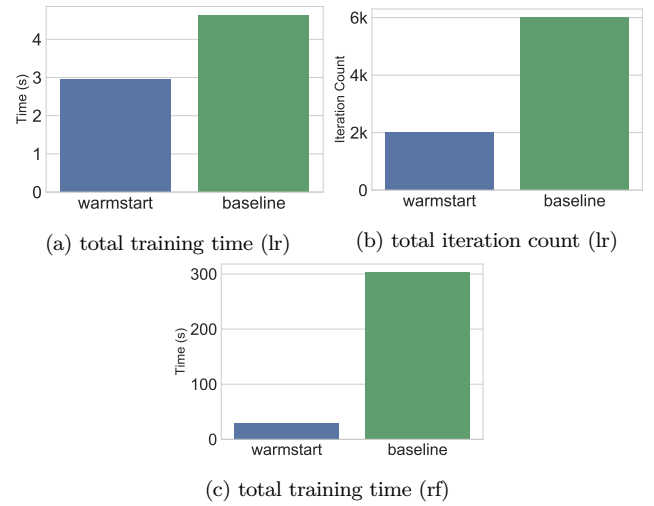 4
3
2
1
0
Time (s)
warmstart
baseline
(a) total training time (lr)
6k
4k
2k
0
Iteration Count
warmstart
baseline
(b) total iteration count (lr)
300
200
100
0
Time (s)
warmstart
baseline
(c) total training time (rf)